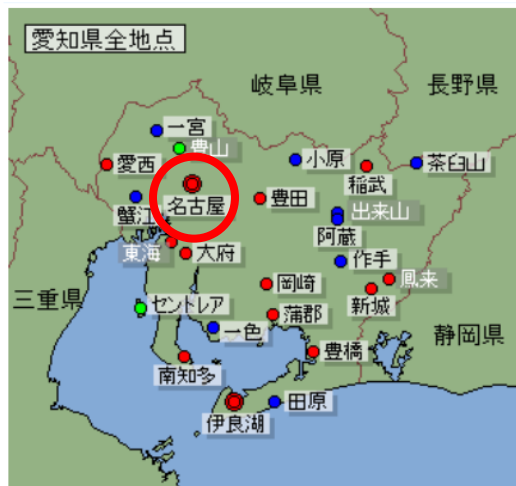 愛知県全地点
岐阜県
長野県
一宮
豊山
愛西
小原
稲武
茶臼山
蟹江
名古屋
豊田
出来山
阿蔵
東海
大府
作手
鳳来
岡崎
新城
三重県
セントレア
蒲郡
一色
静岡県
豊橋
南知多
伊良湖
田原